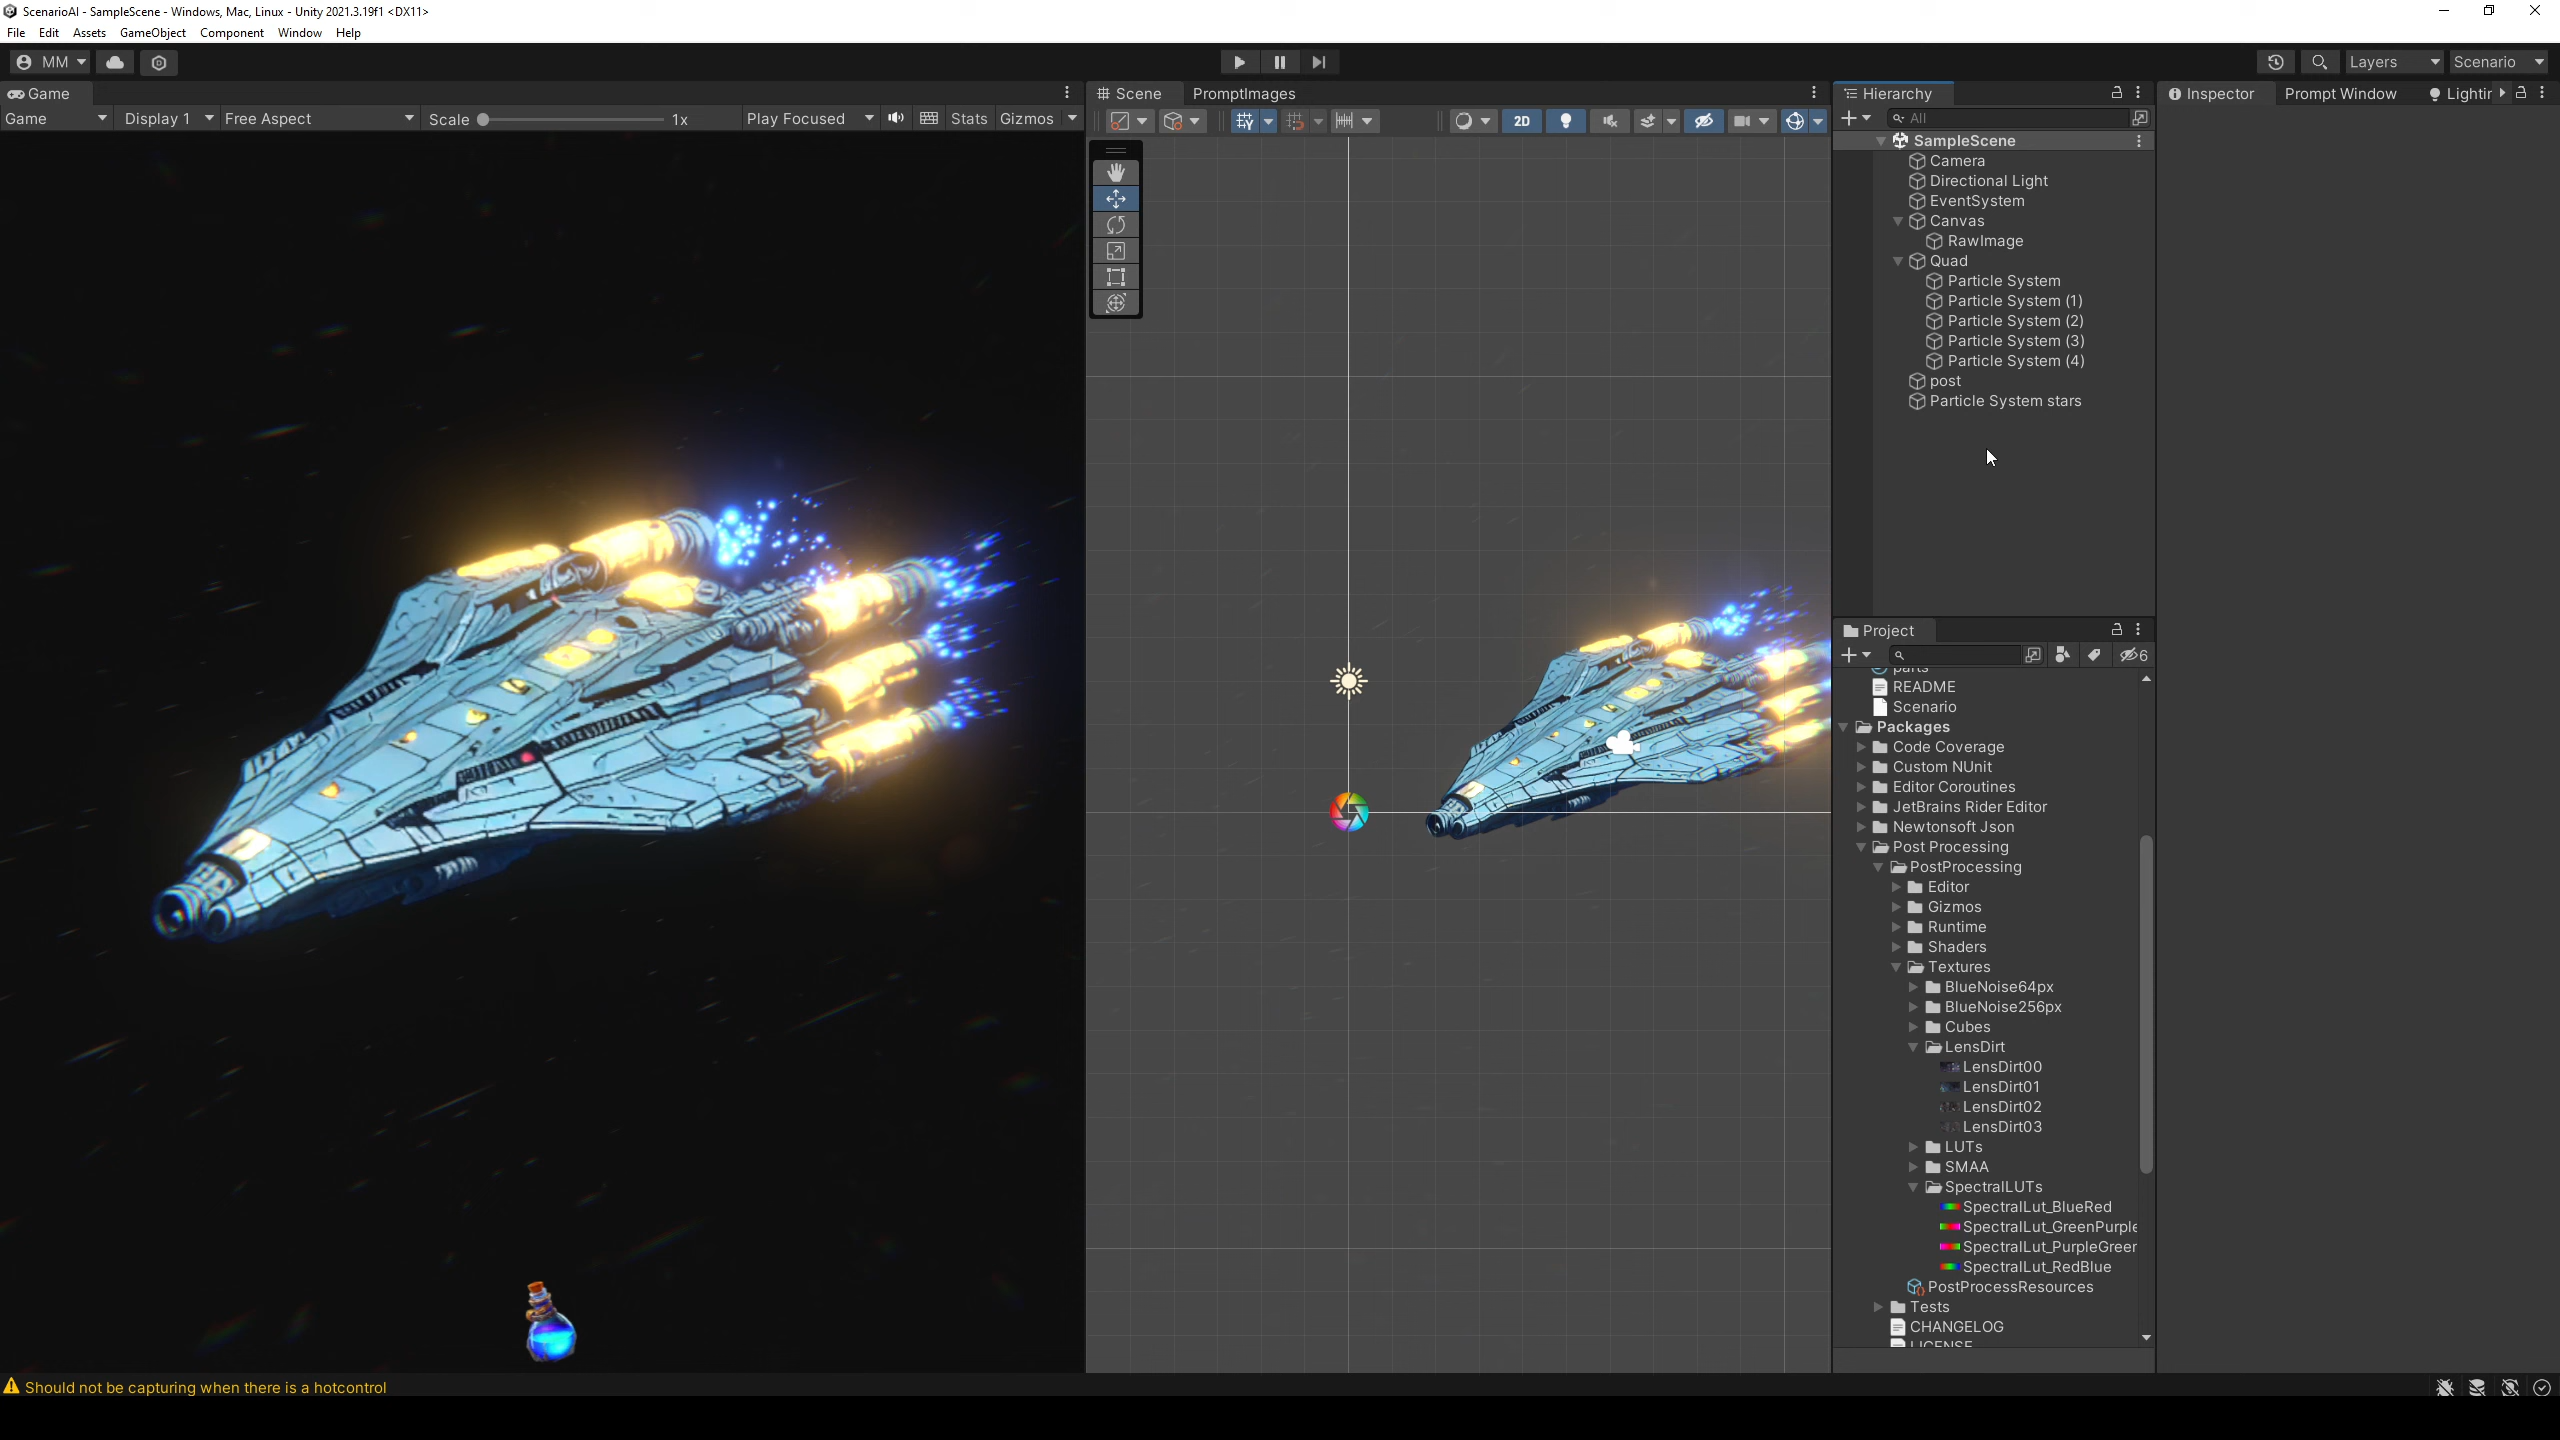 ScenarioAI - SampleScene - Windows, Mac, Linux - Unity 2021.3.19f1 <DX11>
File Edit Assets GameObject Component Window Help
MM Layers Scenario
Game
Game Display 1 Free Aspect Scale 1x Play Focused Stats Gizmos
Scene PromptImages
2D
Hierarchy
All
SampleScene
Camera
Directional Light
EventSystem
Canvas
RawImage
Quad
Particle System
Particle System (1)
Particle System (2)
Particle System (3)
Particle System (4)
post
Particle System stars
Project
6
parts
README
Scenario
Packages
Code Coverage
Custom NUnit
Editor Coroutines
JetBrains Rider Editor
Newtonsoft Json
Post Processing
PostProcessing
Editor
Gizmos
Runtime
Shaders
Textures
BlueNoise64px
BlueNoise256px
Cubes
LensDirt
LensDirt00
LensDirt01
LensDirt02
LensDirt03
LUTs
SMAA
SpectralLUTs
SpectralLut_BlueRed
SpectralLut_GreenPurple
SpectralLut_PurpleGreen
SpectralLut_RedBlue
PostProcessResources
Tests
CHANGELOG
LICENSE
Inspector Prompt Window Lightin
Should not be capturing when there is a hotcontrol